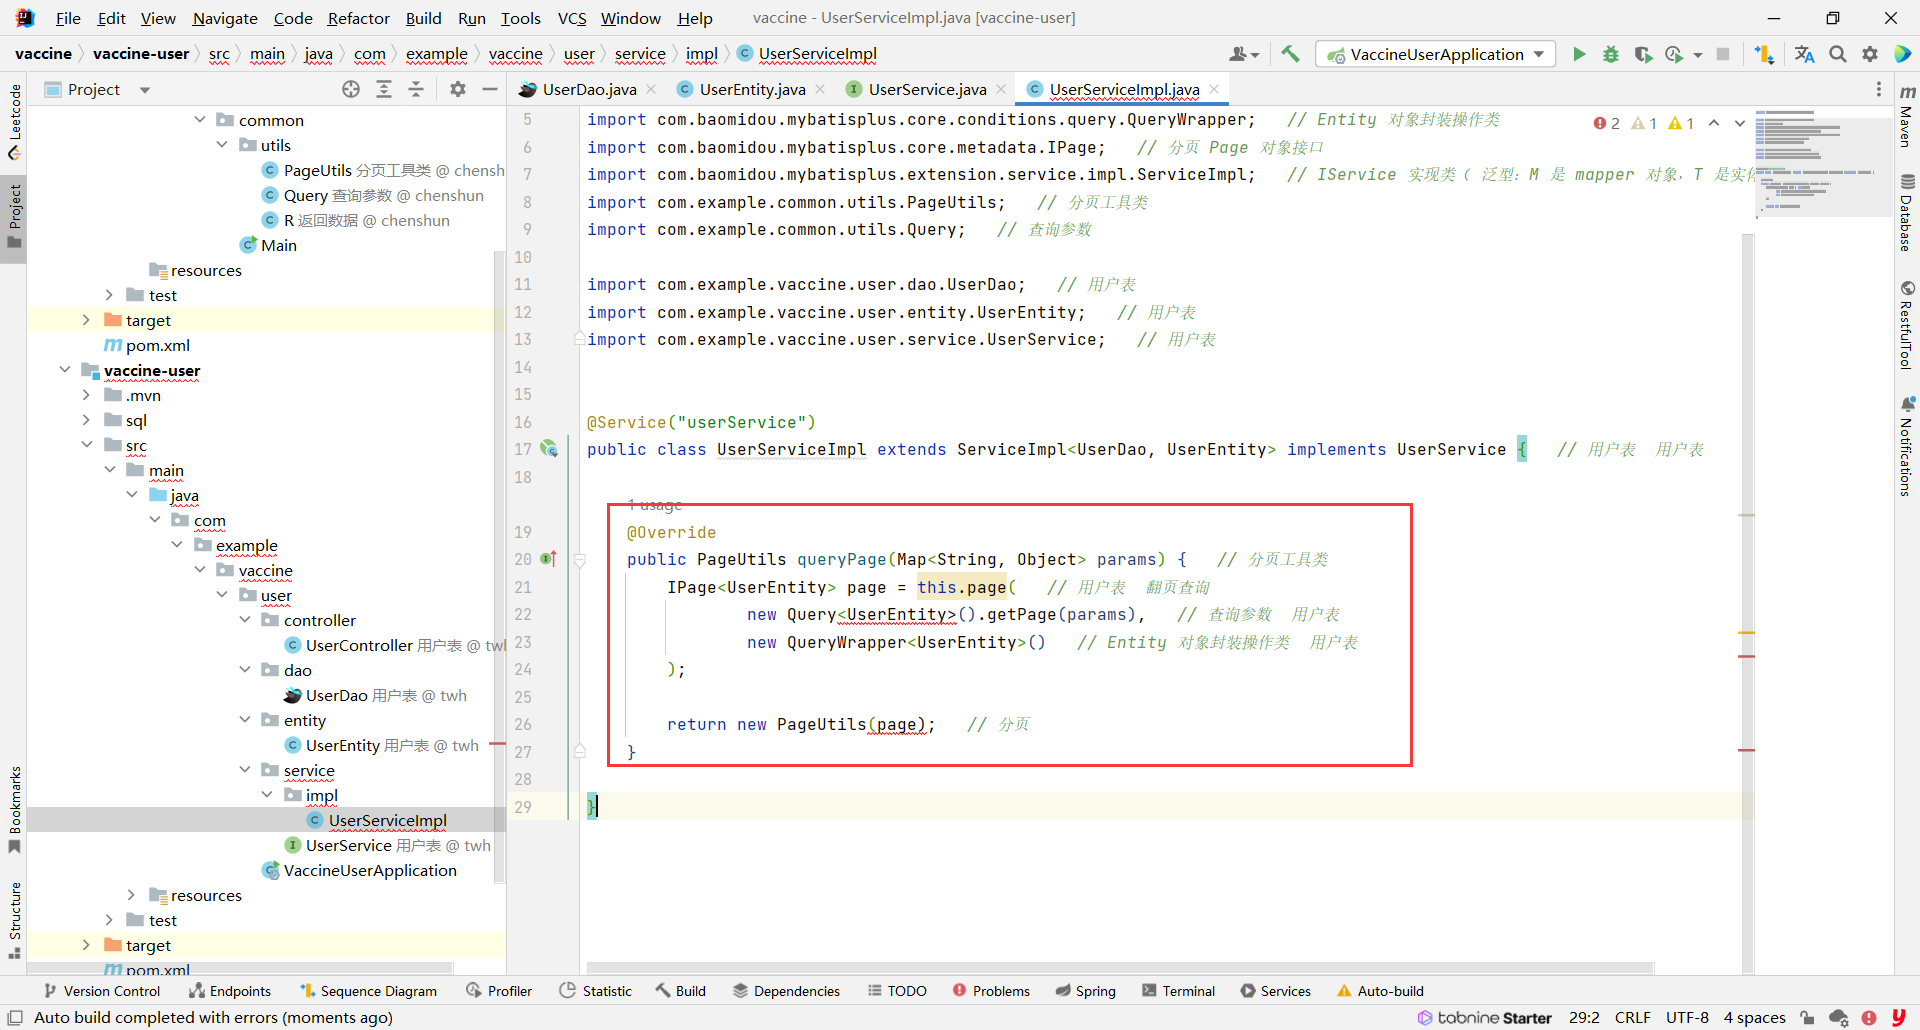 File Edit View Navigate Code Refactor Build Run Tools VCS Window Help vaccine - UserServiceImpl.java [vaccine-user]
vaccine vaccine-user src main java com example vaccine user service impl UserServiceImpl VaccineUserApplication
Project
UserDao.java UserEntity.java UserService.java UserServiceImpl.java
Leetcode
Project
Bookmarks
Structure
common
utils
PageUtils 分页工具类 @ chensh
Query 查询参数 @ chenshun
R 返回数据 @ chenshun
Main
resources
test
target
pom.xml
vaccine-user
.mvn
sql
src
main
java
com
example
vaccine
user
controller
UserController 用户表 @ tw
dao
UserDao 用户表 @ twh
entity
UserEntity 用户表 @ twh
service
impl
UserServiceImpl
UserService 用户表 @ twh
VaccineUserApplication
resources
test
target
pom.xml
2 1 1
5 import com.baomidou.mybatisplus.core.conditions.query.QueryWrapper; // Entity 对象封装操作类
6 import com.baomidou.mybatisplus.core.metadata.IPage; // 分页 Page 对象接口
7 import com.baomidou.mybatisplus.extension.service.impl.ServiceImpl; // IService 实现类（ 泛型：M 是 mapper 对象，T 是实体
8 import com.example.common.utils.PageUtils; // 分页工具类
9 import com.example.common.utils.Query; // 查询参数
10
11 import com.example.vaccine.user.dao.UserDao; // 用户表
12 import com.example.vaccine.user.entity.UserEntity; // 用户表
13 import com.example.vaccine.user.service.UserService; // 用户表
14
15
16 @Service("userService")
17 public class UserServiceImpl extends ServiceImpl<UserDao, UserEntity> implements UserService { // 用户表 用户表
18
1 usage
19 @Override
20 public PageUtils queryPage(Map<String, Object> params) { // 分页工具类
21 IPage<UserEntity> page = this.page( // 用户表 翻页查询
22 new Query<UserEntity>().getPage(params), // 查询参数 用户表
23 new QueryWrapper<UserEntity>() // Entity 对象封装操作类 用户表
24 );
25
26 return new PageUtils(page); // 分页
27 }
28
29 }
Maven
Database
RestfulTool
Notifications
Version Control Endpoints Sequence Diagram Profiler Statistic Build Dependencies TODO Problems Spring Terminal Services Auto-build
Auto build completed with errors (moments ago) tabnine Starter 29:2 CRLF UTF-8 4 spaces